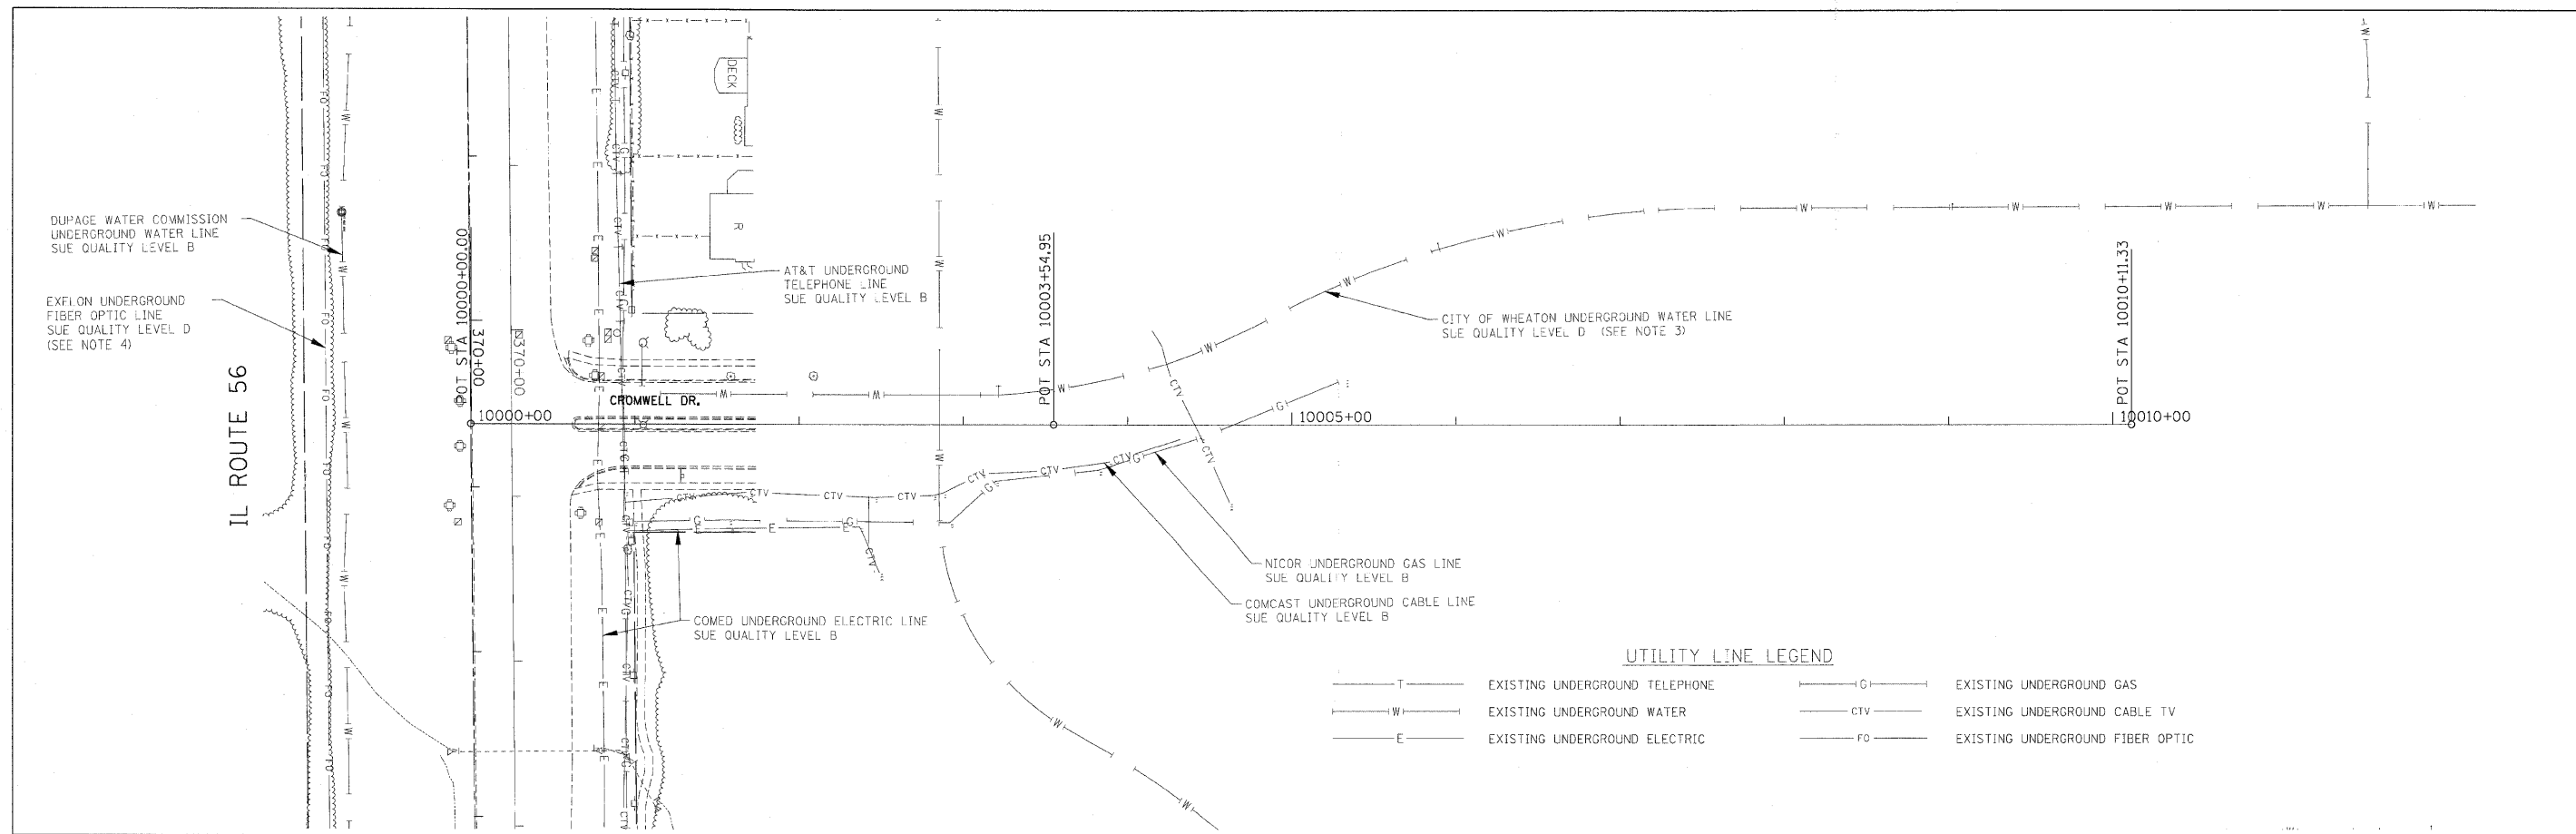 DECK
R
DUPAGE WATER COMMISSION
UNDERGROUND WATER LINE
SUE QUALITY LEVEL B
EXELON UNDERGROUND
FIBER OPTIC LINE
SUE QUALITY LEVEL D
(SEE NOTE 4)
IL ROUTE 56
POT STA 10000+00.00
370+00
370+00
10000+00
CROMWELL DR.
AT&T UNDERGROUND
TELEPHONE LINE
SUE QUALITY LEVEL B
POT STA 10003+54.95
CITY OF WHEATON UNDERGROUND WATER LINE
SUE QUALITY LEVEL D (SEE NOTE 3)
10005+00
POT STA 10010+11.33
10010+00
NICOR UNDERGROUND GAS LINE
SUE QUALITY LEVEL B
COMCAST UNDERGROUND CABLE LINE
SUE QUALITY LEVEL B
COMED UNDERGROUND ELECTRIC LINE
SUE QUALITY LEVEL B
UTILITY LINE LEGEND
T EXISTING UNDERGROUND TELEPHONE
W EXISTING UNDERGROUND WATER
E EXISTING UNDERGROUND ELECTRIC
G EXISTING UNDERGROUND GAS
CTV EXISTING UNDERGROUND CABLE TV
FO EXISTING UNDERGROUND FIBER OPTIC